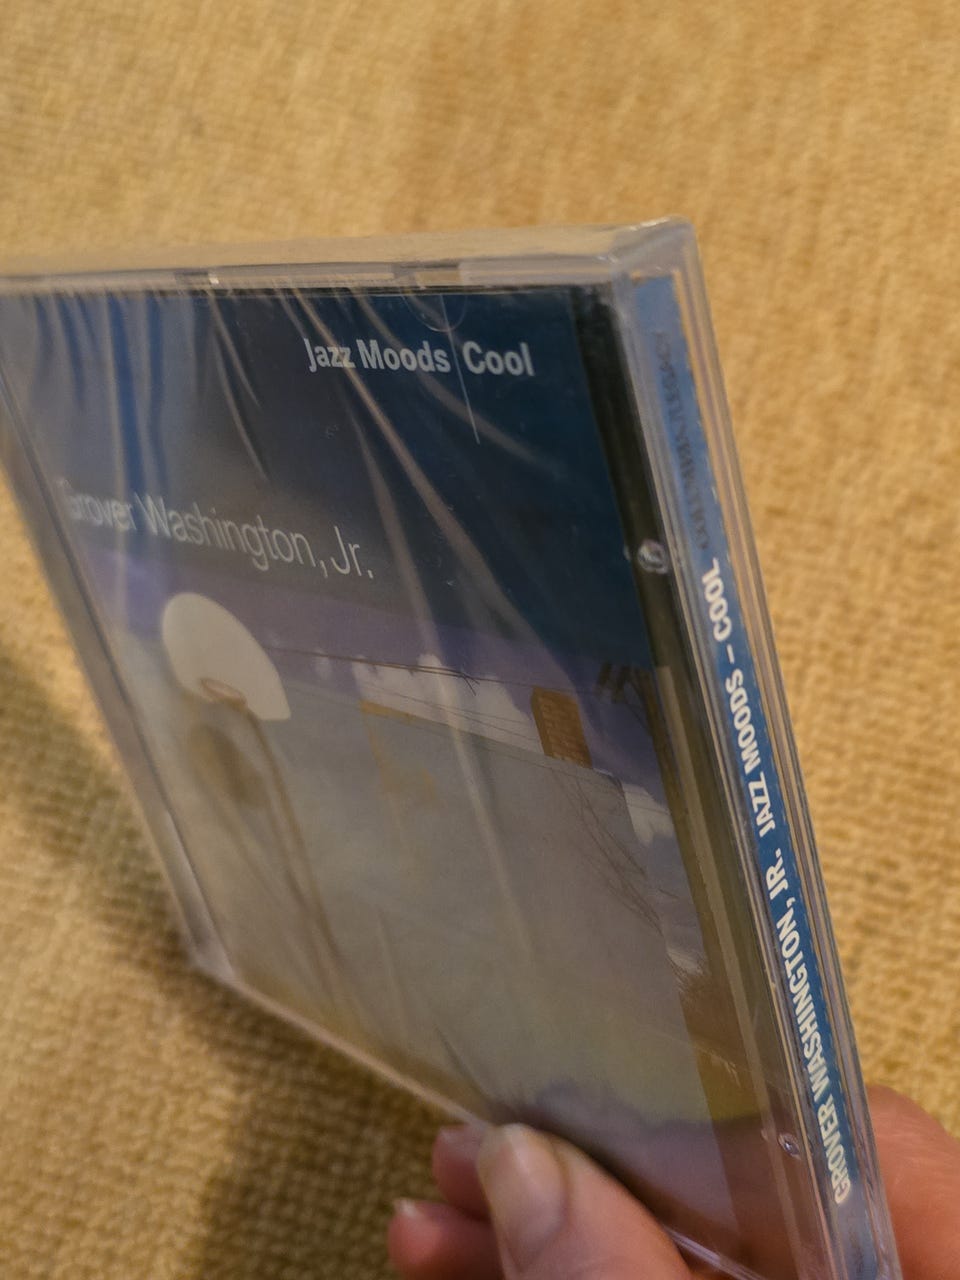 Jazz Moods Cool
Grover Washington, Jr.
GROVER WASHINGTON, JR. JAZZ MOODS – COOL